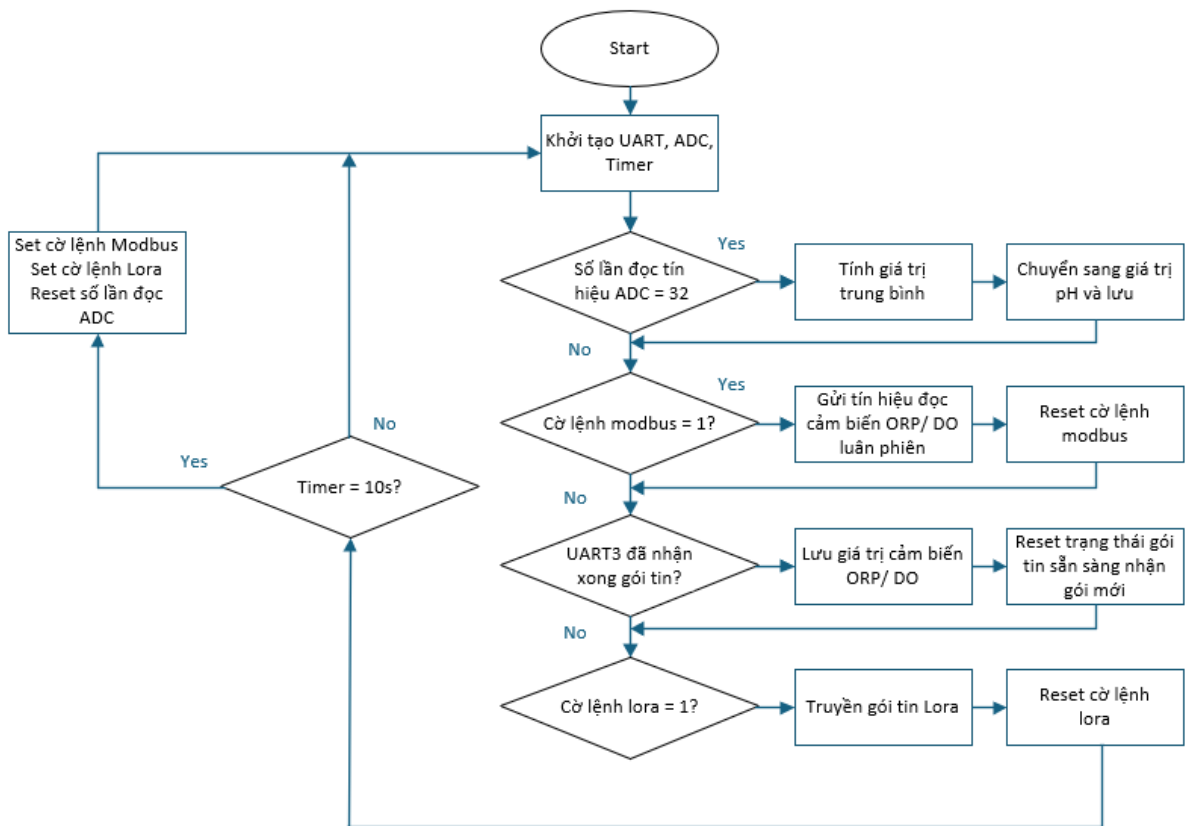 Start
Khởi tạo UART, ADC,
Timer
Set cờ lệnh Modbus
Set cờ lệnh Lora
Reset số lần đọc
ADC
Số lần đọc tín
hiệu ADC = 32
Yes
Tính giá trị
trung bình
Chuyển sang giá trị
pH và lưu
No
Cờ lệnh modbus = 1?
Yes
Gửi tín hiệu đọc
cảm biến ORP/ DO
luân phiên
Reset cờ lệnh
modbus
No
Timer = 10s?
Yes
No
UART3 đã nhận
xong gói tin?
Lưu giá trị cảm biến
ORP/ DO
Reset trạng thái gói
tin sẵn sàng nhận
gói mới
No
Cờ lệnh lora = 1?
Truyền gói tin Lora
Reset cờ lệnh
lora